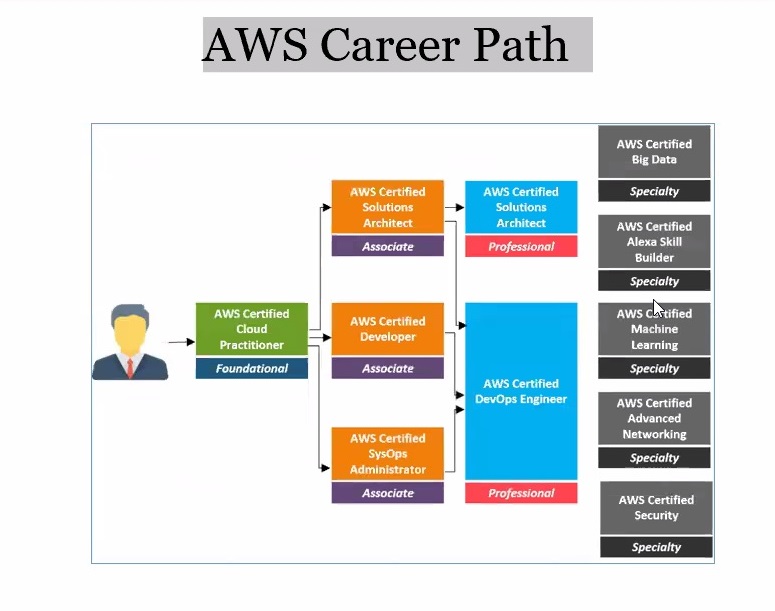 AWS Career Path
AWS Certified
Cloud
Practitioner
Foundational
AWS Certified
Solutions
Architect
Associate
AWS Certified
Developer
Associate
AWS Certified
SysOps
Administrator
Associate
AWS Certified
Solutions
Architect
Professional
AWS Certified
DevOps Engineer
Professional
AWS Certified
Big Data
Specialty
AWS Certified
Alexa Skill
Builder
Specialty
AWS Certified
Machine
Learning
Specialty
AWS Certified
Advanced
Networking
Specialty
AWS Certified
Security
Specialty